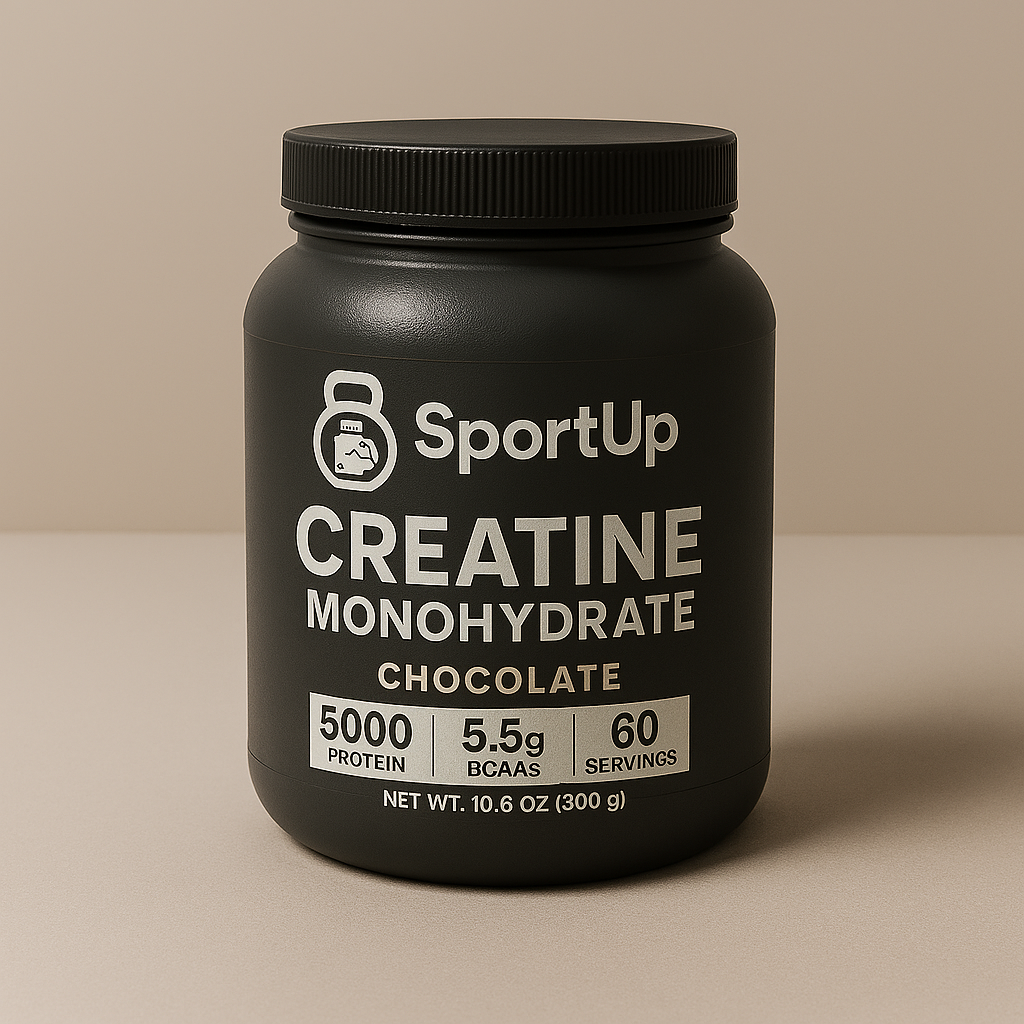 SportUp
CREATINE
MONOHYDRATE
CHOCOLATE
5000 5.5g 60
PROTEIN BCAAS SERVINGS
NET WT. 10.6 OZ (300 g)